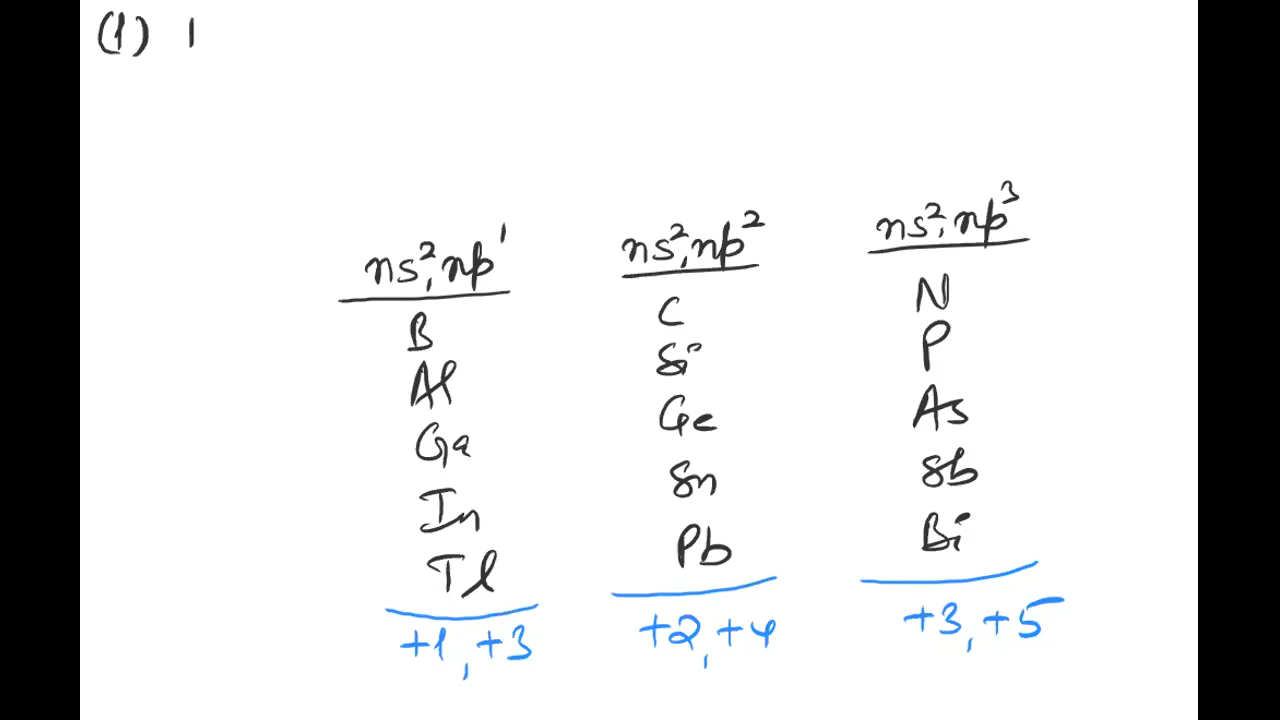 (1) I
ns²,np¹ ns²,np² ns²,np³
B C N
Al Si P
Ga Ge As
In Sn Sb
Tl Pb Bi
+1, +3 +2, +4 +3, +5